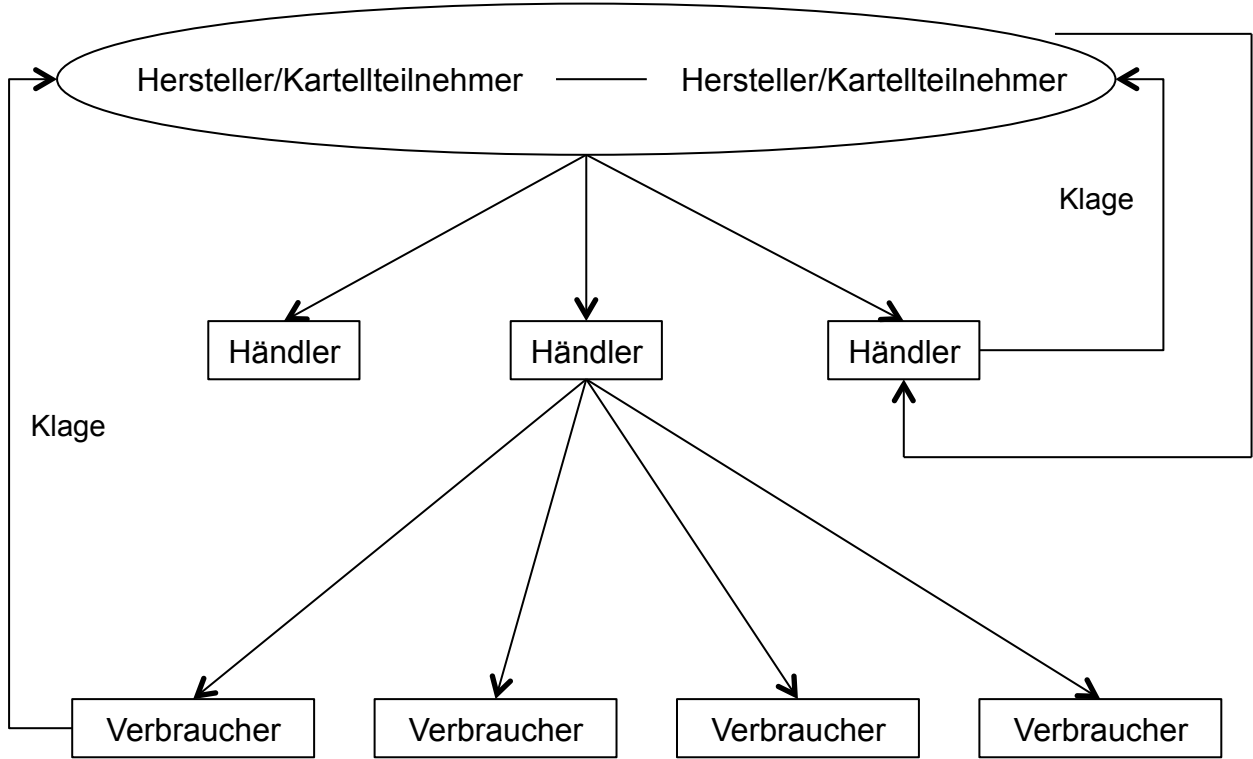 Hersteller/Kartellteilnehmer Hersteller/Kartellteilnehmer
Klage
Händler Händler Händler
Klage
Verbraucher Verbraucher Verbraucher Verbraucher